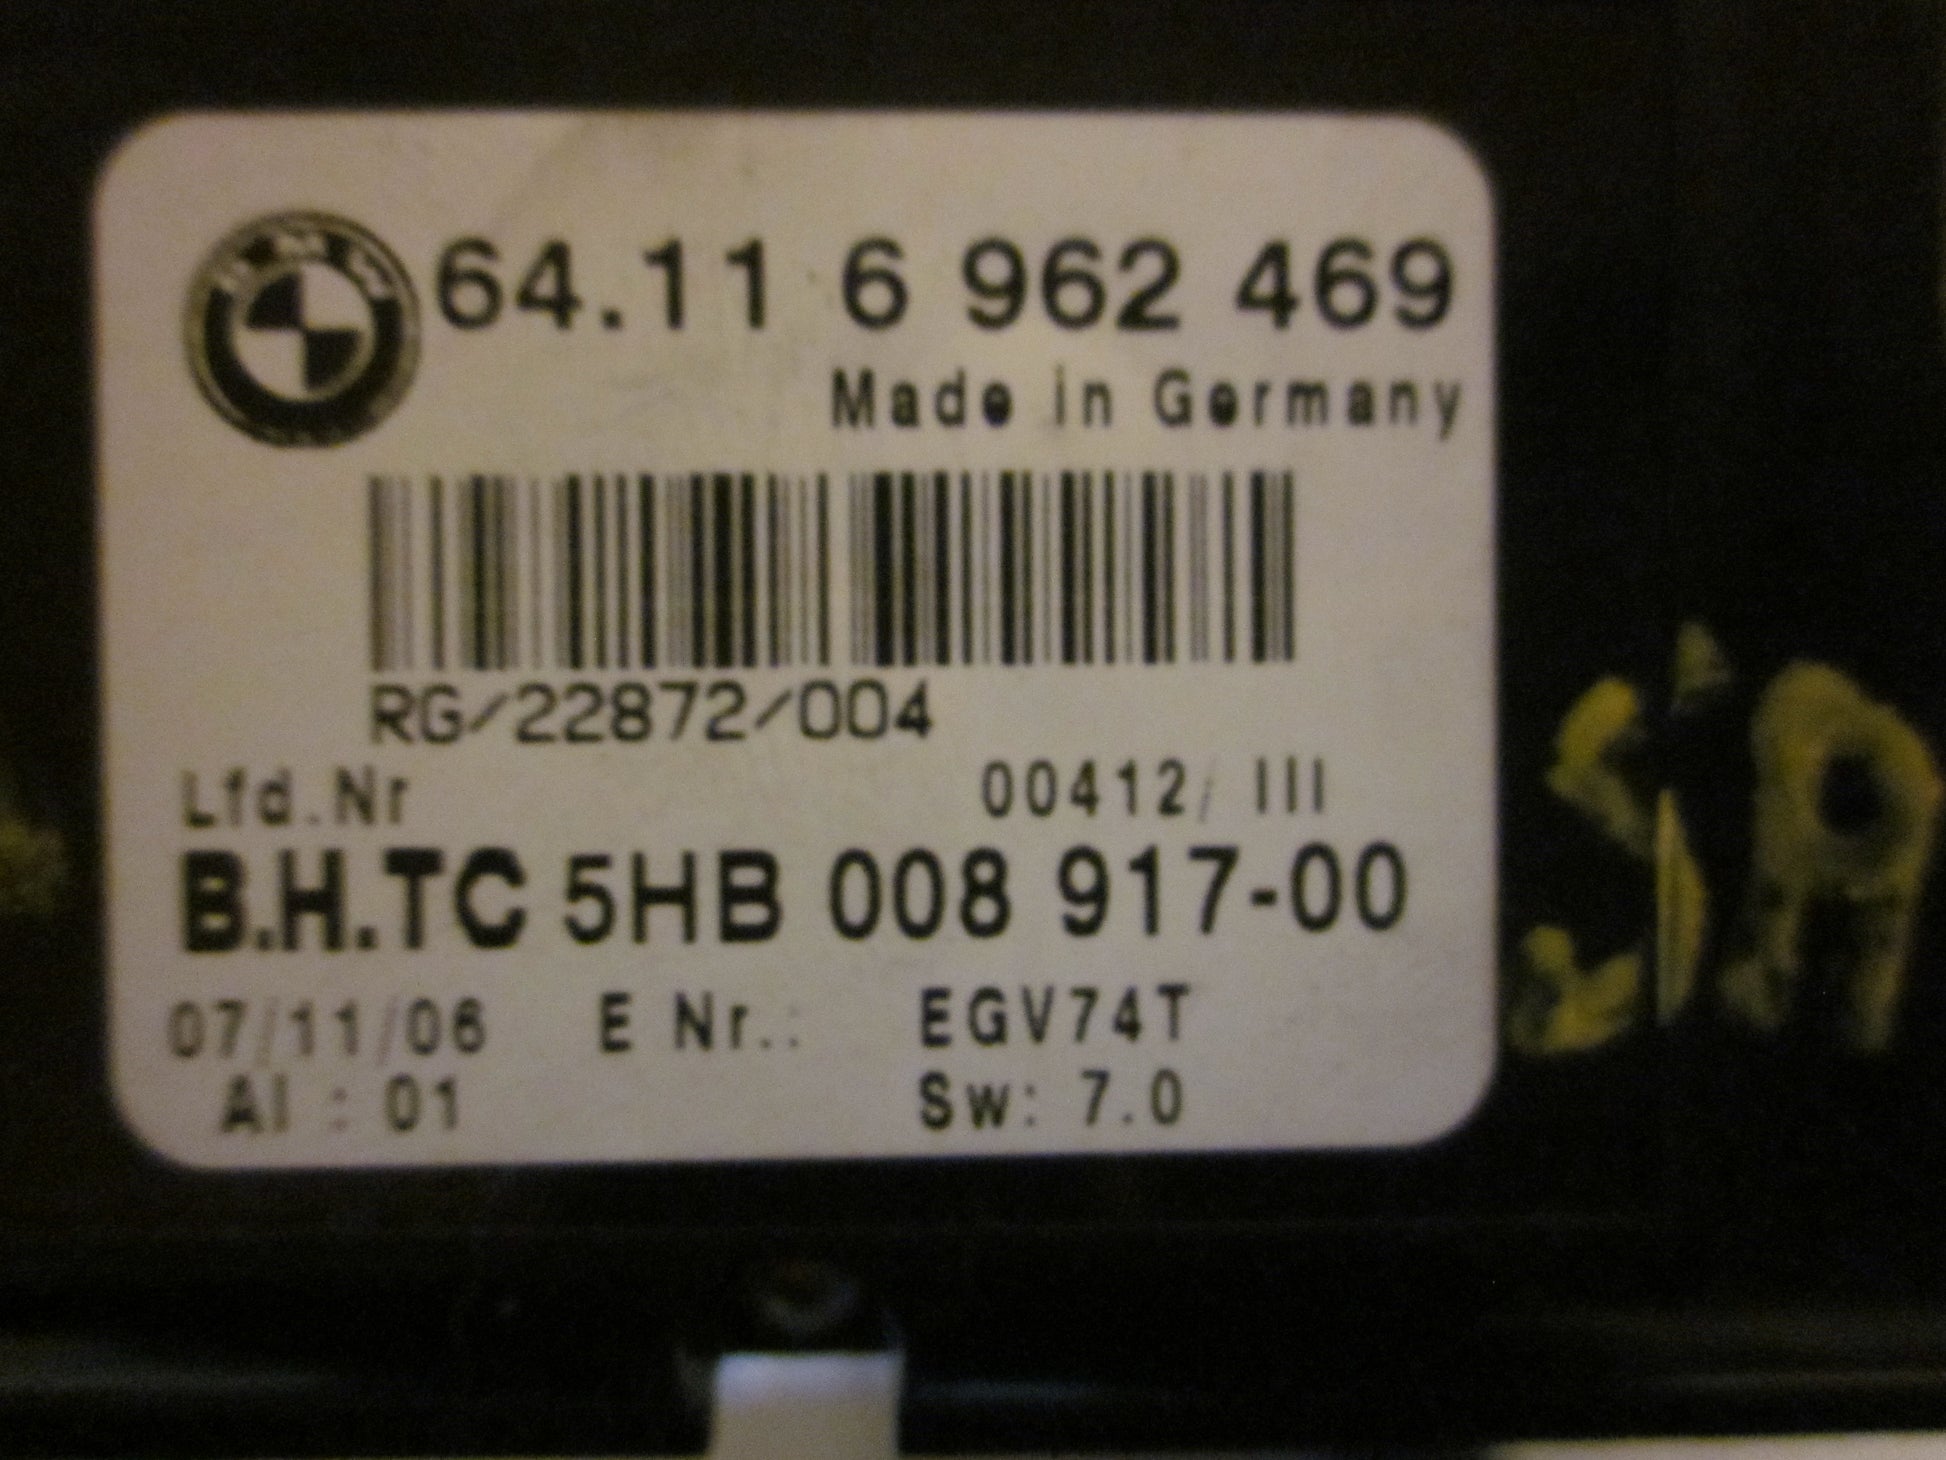 64.11 6 962 469
Made in Germany
RG/22872/004
Lfd.Nr 00412/ III
B.H.TC 5HB 008 917-00
07/11/06 E Nr.: EGV74T
AI : 01 Sw: 7.0